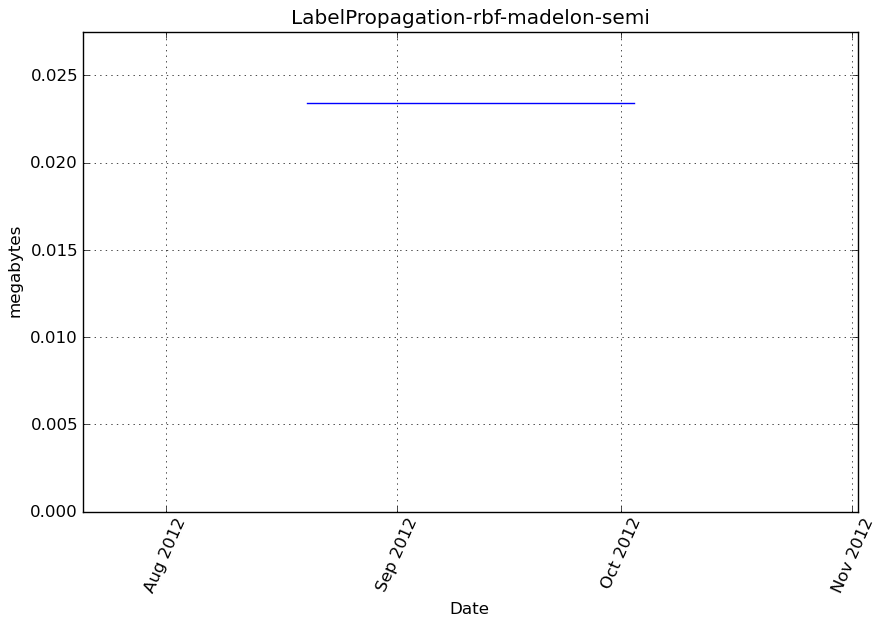 LabelPropagation-rbf-madelon-semi
0.025
0.020
0.015
0.010
0.005
0.000
megabytes
Aug 2012
Sep 2012
Oct 2012
Nov 2012
Date